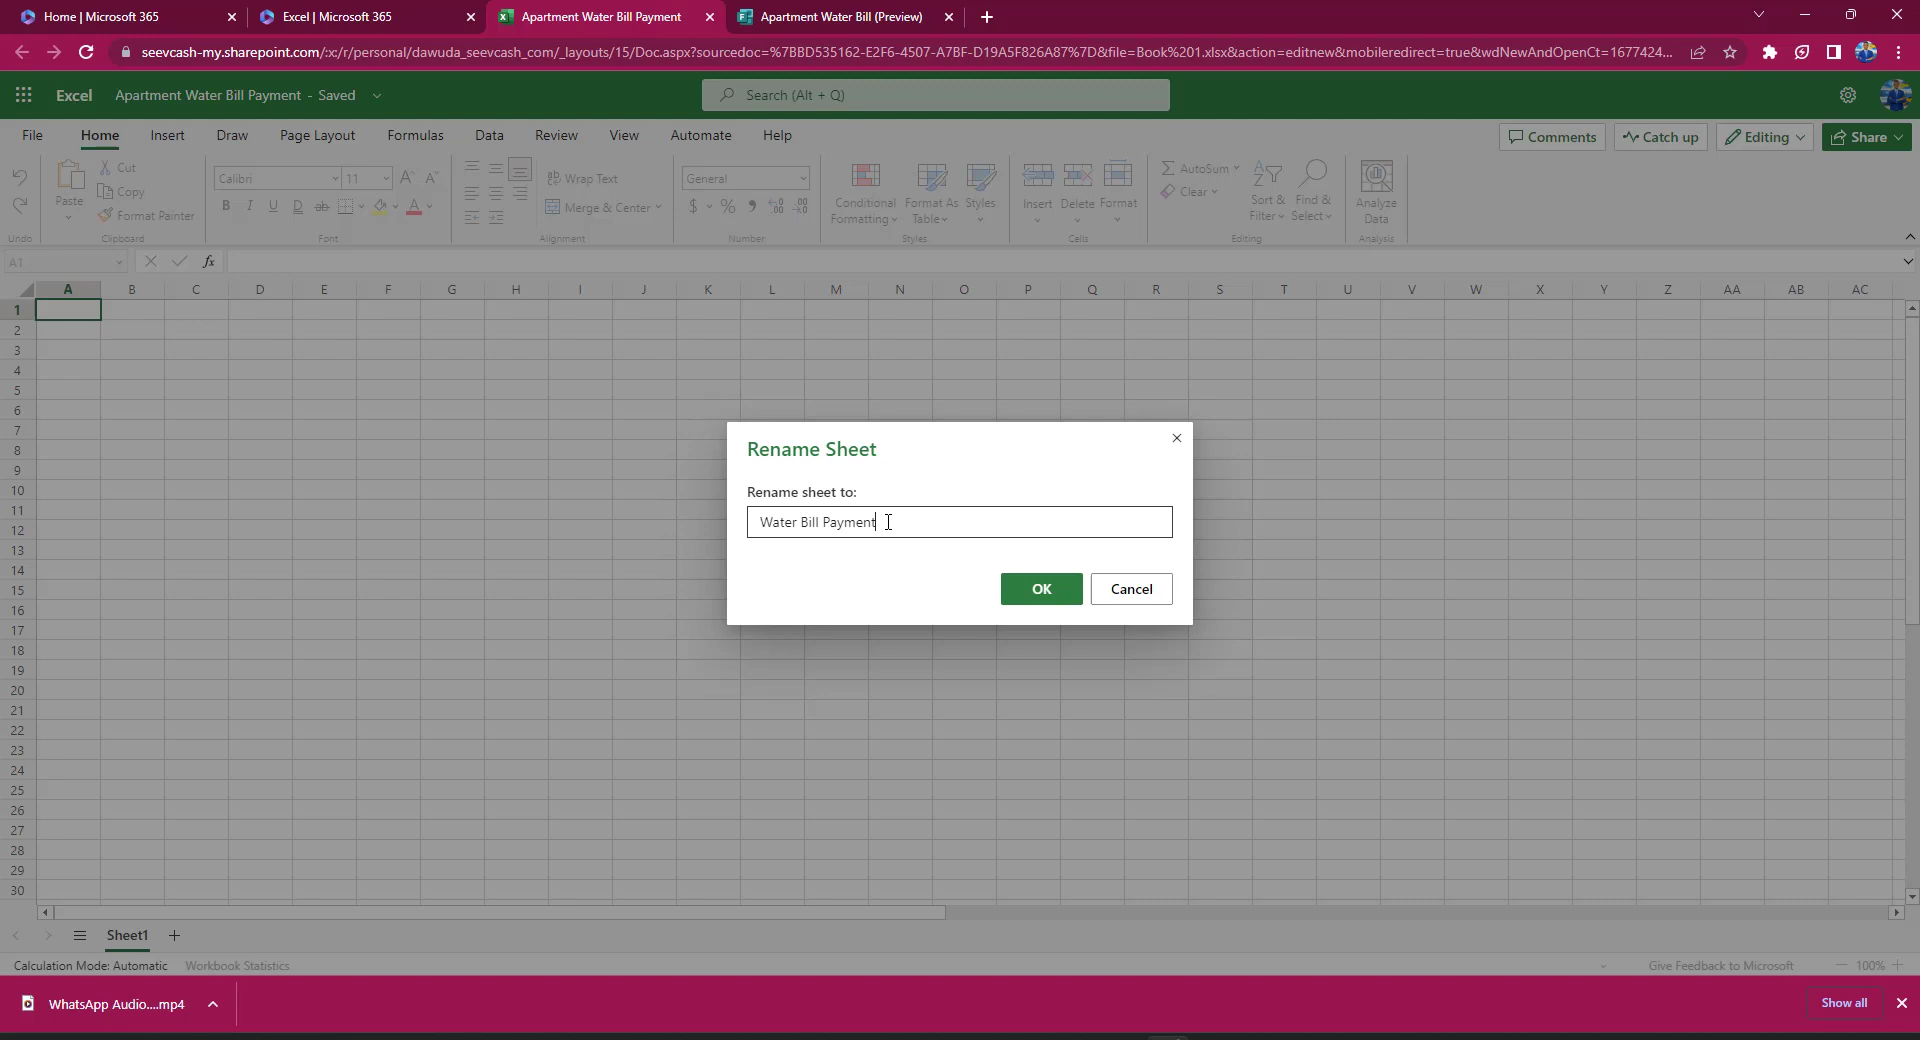 Home | Microsoft 365
Excel | Microsoft 365
Apartment Water Bill Payment
Apartment Water Bill (Preview)
seevcash-my.sharepoint.com/:x:/r/personal/dawuda_seevcash_com/_layouts/15/Doc.aspx?sourcedoc=%7BBD535162-E2F6-4507-A7BF-D19A5F826A87%7D&file=Book%201.xlsx&action=editnew&mobileredirect=true&wdNewAndOpenCt=1677424...
Excel Apartment Water Bill Payment - Saved
Search (Alt + Q)
File Home Insert Draw Page Layout Formulas Data Review View Automate Help
Comments Catch up Editing Share
Paste Cut Copy Format Painter
Calibri 11
B I U D ab A
Wrap Text
Merge & Center
General
$ %
Conditional Formatting Format As Table Styles
Insert Delete Format
AutoSum
Clear
Sort & Filter Find & Select
Analyze Data
Undo Clipboard Font Alignment Number Styles Cells Editing Analysis
A1 fx
A B C D E F G H I J K L M N O P Q R S T U V W X Y Z AA AB AC
1
2
3
4
5
6
7
8
9
10
11
12
13
14
15
16
17
18
19
20
21
22
23
24
25
26
27
28
29
30
Rename Sheet
Rename sheet to:
Water Bill Payment
OK Cancel
Sheet1
Calculation Mode: Automatic Workbook Statistics
Give Feedback to Microsoft 100%
WhatsApp Audio....mp4
Show all